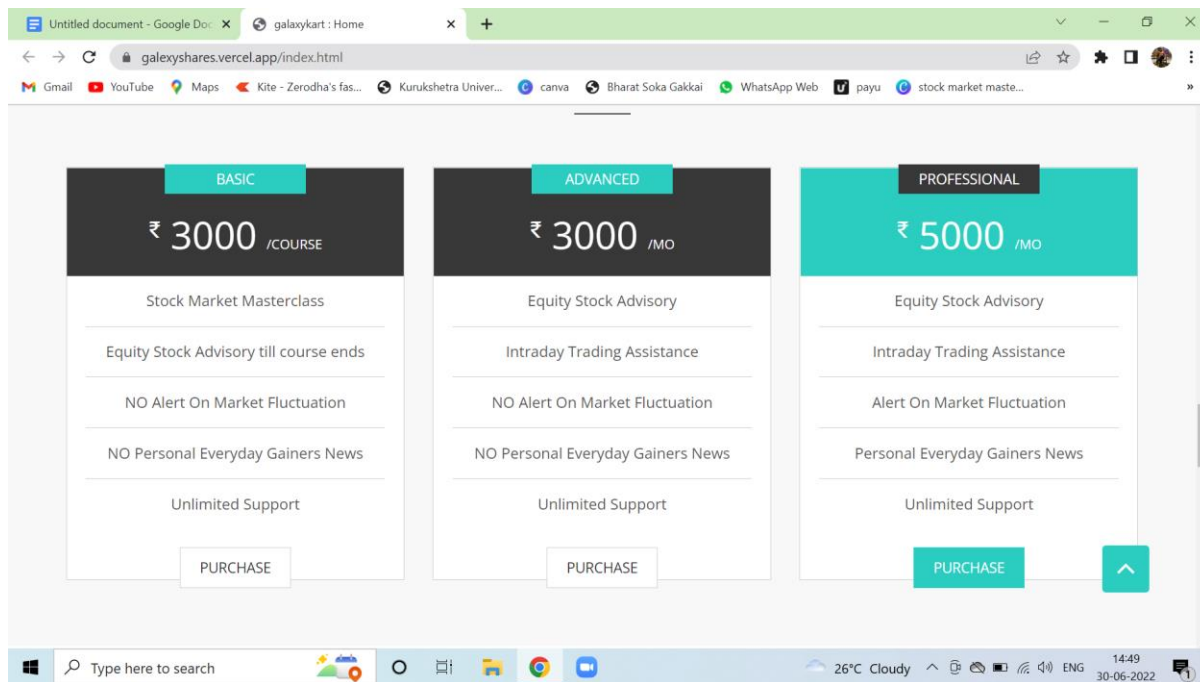 Untitled document - Google Doc
galaxykart : Home
galexyshares.vercel.app/index.html
Gmail YouTube Maps Kite - Zerodha's fas... Kurukshetra Univer... canva Bharat Soka Gakkai WhatsApp Web payu stock market maste... »
BASIC
₹ 3000 /COURSE
Stock Market Masterclass
Equity Stock Advisory till course ends
NO Alert On Market Fluctuation
NO Personal Everyday Gainers News
Unlimited Support
PURCHASE
ADVANCED
₹ 3000 /MO
Equity Stock Advisory
Intraday Trading Assistance
NO Alert On Market Fluctuation
NO Personal Everyday Gainers News
Unlimited Support
PURCHASE
PROFESSIONAL
₹ 5000 /MO
Equity Stock Advisory
Intraday Trading Assistance
Alert On Market Fluctuation
Personal Everyday Gainers News
Unlimited Support
PURCHASE
Type here to search
26°C Cloudy
ENG
14:49
30-06-2022
1